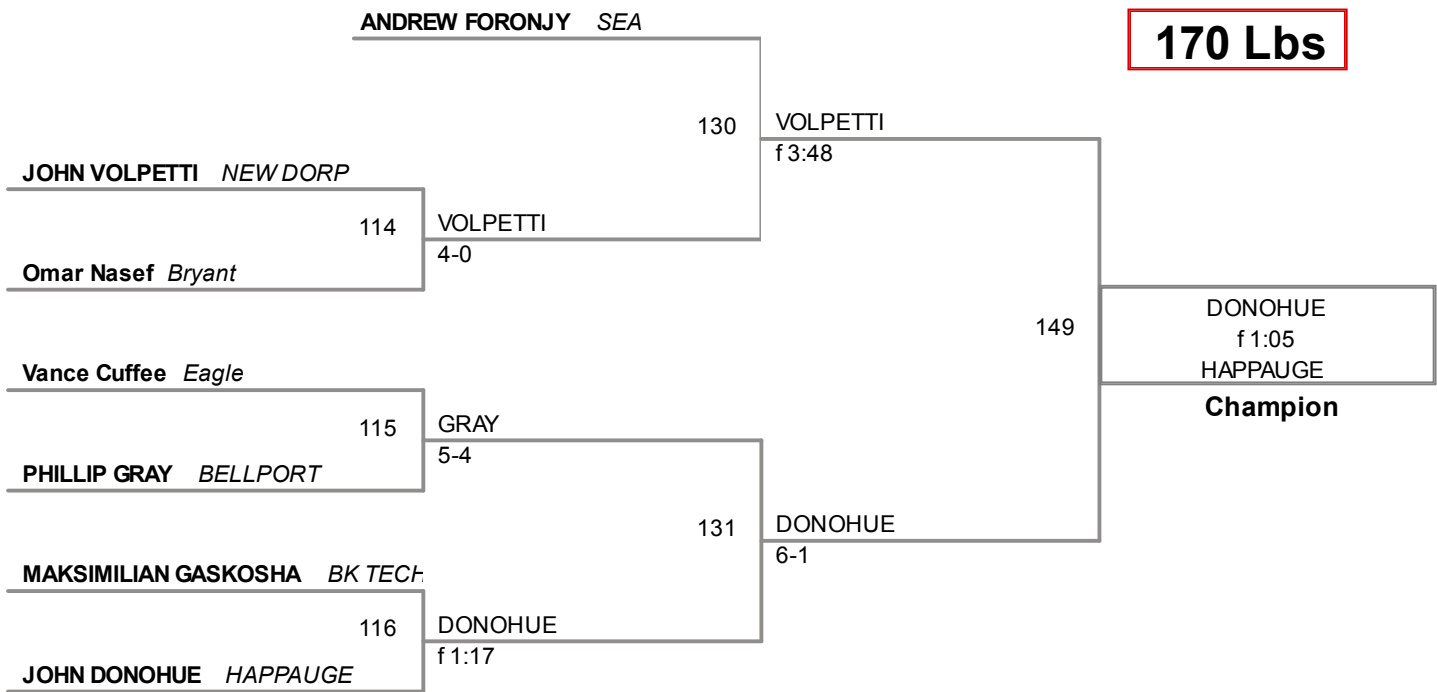 ANDREW FORONJY SEA
170 Lbs
130
VOLPETTI
f 3:48
JOHN VOLPETTI NEW DORP
114
VOLPETTI
4-0
Omar Nasef Bryant
149
DONOHUE
f 1:05
HAPPAUGE
Champion
Vance Cuffee Eagle
115
GRAY
5-4
PHILLIP GRAY BELLPORT
131
DONOHUE
6-1
MAKSIMILIAN GASKOSHA BK TECH
116
DONOHUE
f 1:17
JOHN DONOHUE HAPPAUGE